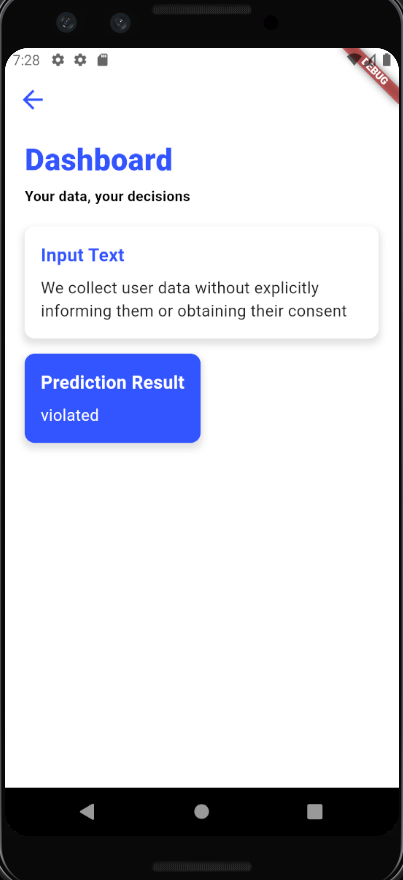 7:28
DEBUG
Dashboard
Your data, your decisions
Input Text
We collect user data without explicitly
informing them or obtaining their consent
Prediction Result
violated